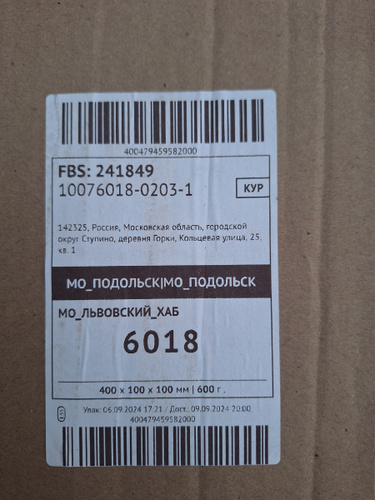 400479459582000
FBS: 241849
10076018-0203-1
КУР
142325, Россия, Московская область, городской
округ Ступино, деревня Горки, Кольцевая улица, 25,
кв. 1
МО_ПОДОЛЬСК|МО_ПОДОЛЬСК
МО_ЛЬВОВСКИЙ_ХАБ
6018
400 x 100 x 100 мм | 600 г.
Упак: 06.09.2024 17:21 / Дост.: 09.09.2024 20:00
400479459582000